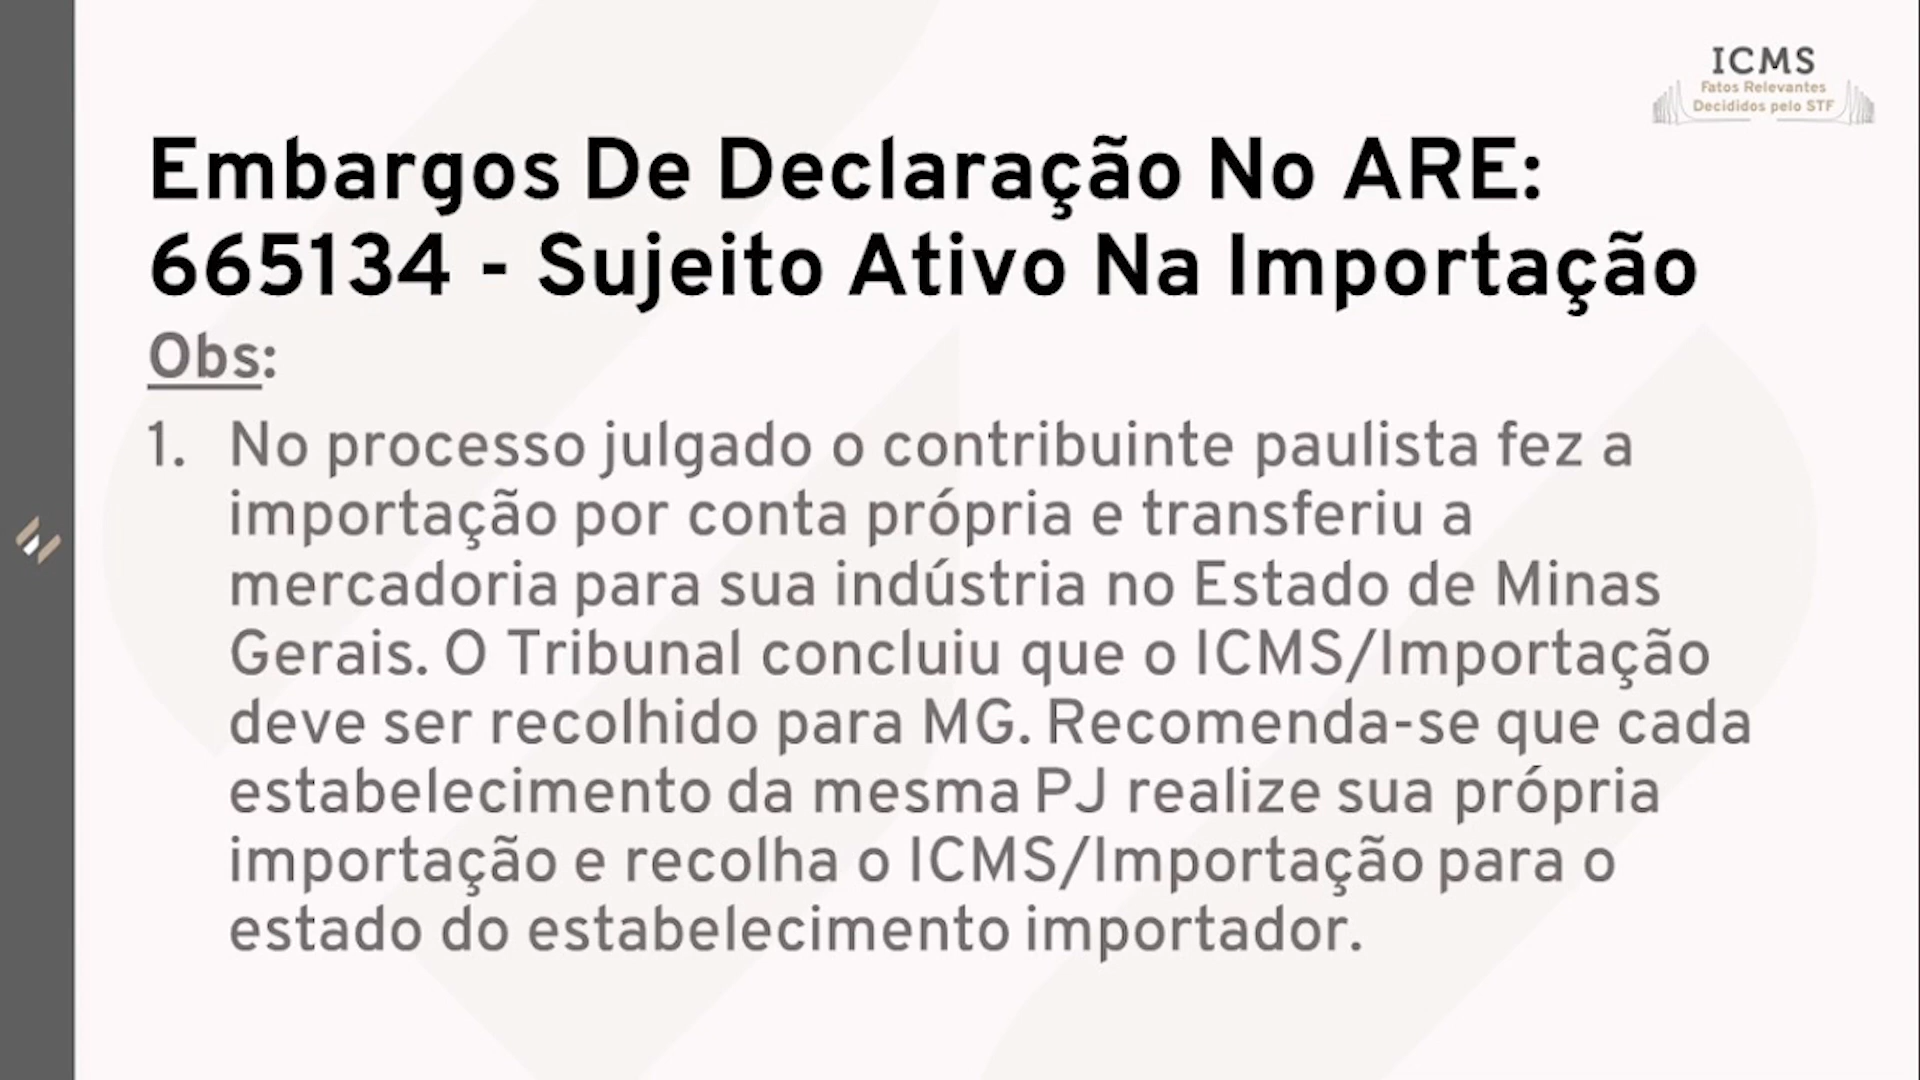 ICMS
Fatos Relevantes
Decididos pelo STF
Embargos De Declaração No ARE:
665134 - Sujeito Ativo Na Importação
Obs:
1. No processo julgado o contribuinte paulista fez a
importação por conta própria e transferiu a
mercadoria para sua indústria no Estado de Minas
Gerais. O Tribunal concluiu que o ICMS/Importação
deve ser recolhido para MG. Recomenda-se que cada
estabelecimento da mesma PJ realize sua própria
importação e recolha o ICMS/Importação para o
estado do estabelecimento importador.